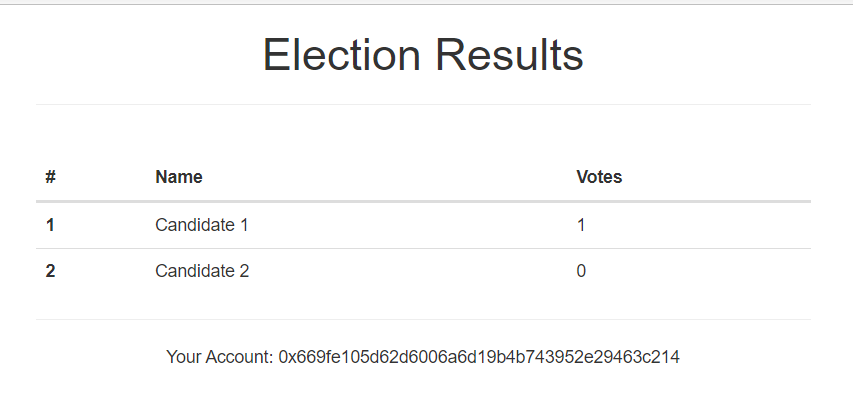 Election Results
# Name Votes
1 Candidate 1 1
2 Candidate 2 0
Your Account: 0x669fe105d62d6006a6d19b4b743952e29463c214